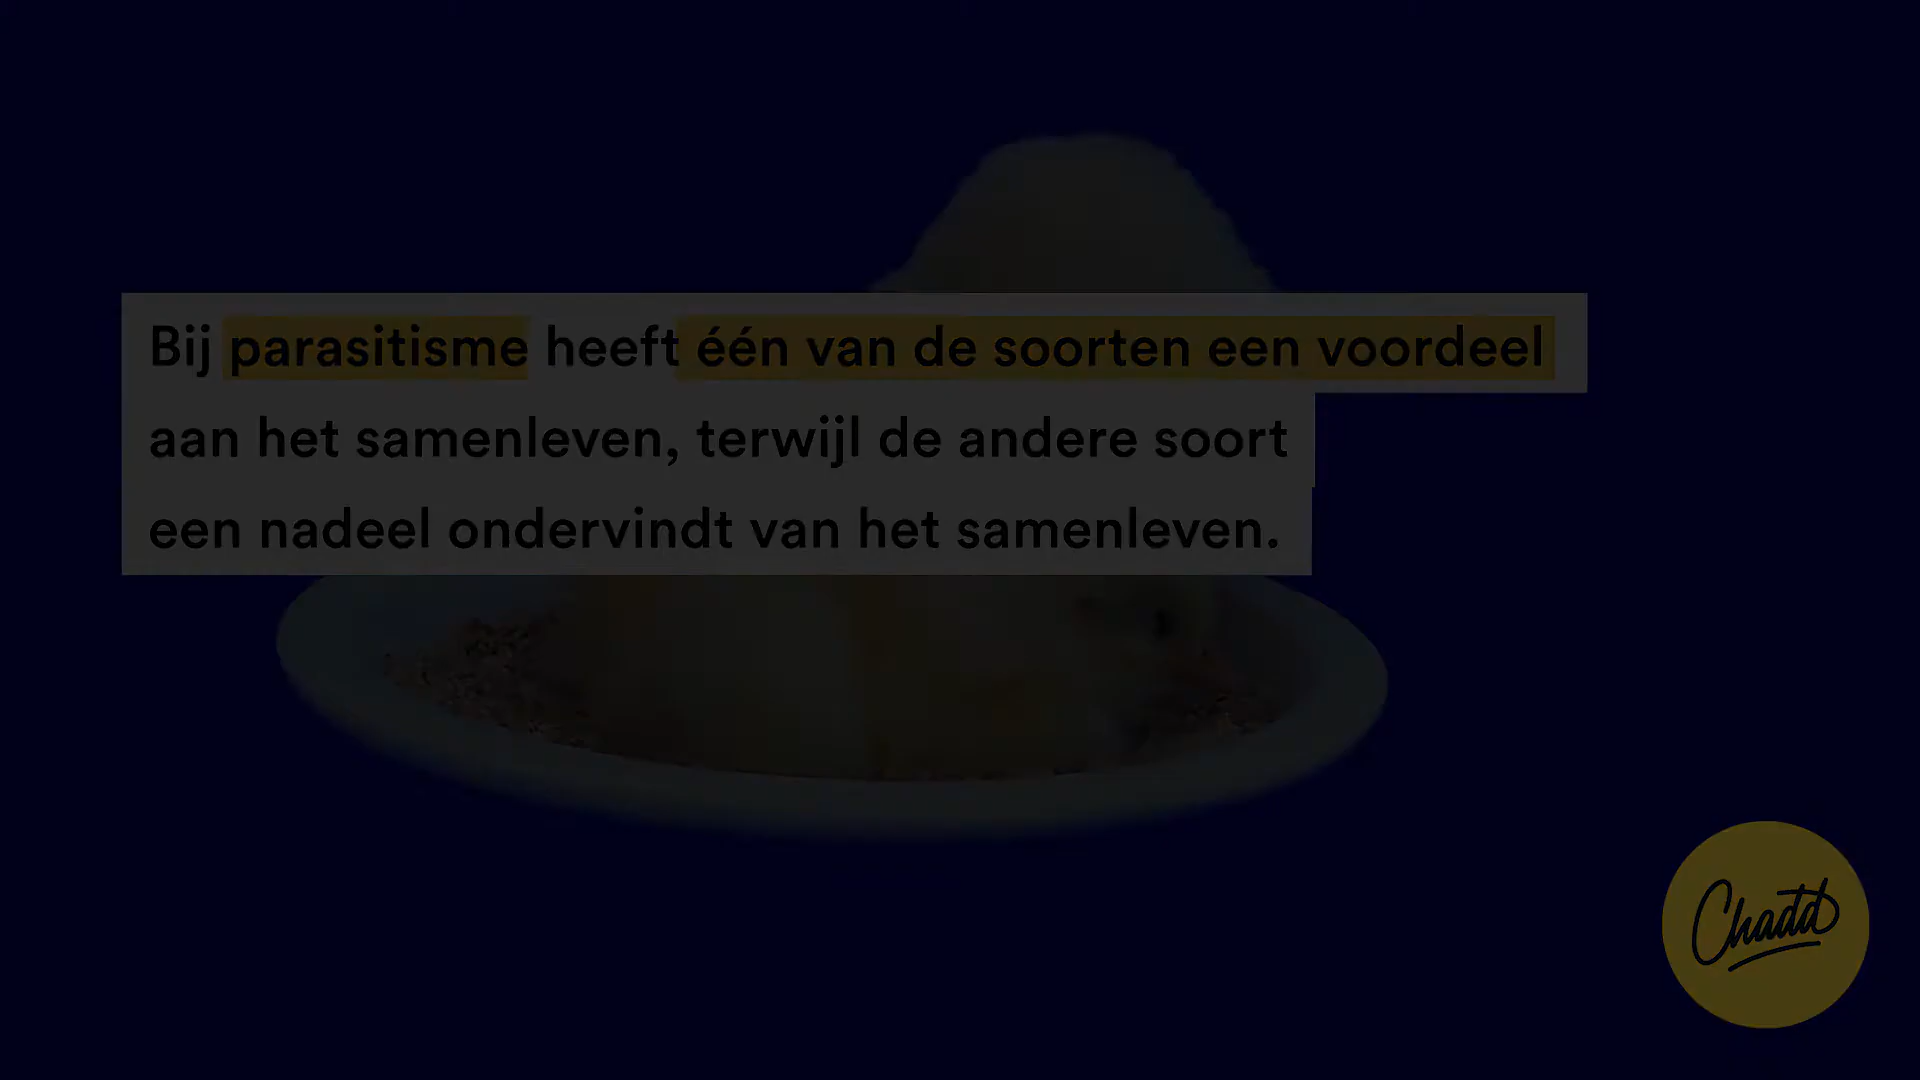 Bij parasitisme heeft één van de soorten een voordeel
aan het samenleven, terwijl de andere soort
een nadeel ondervindt van het samenleven.
Chadd